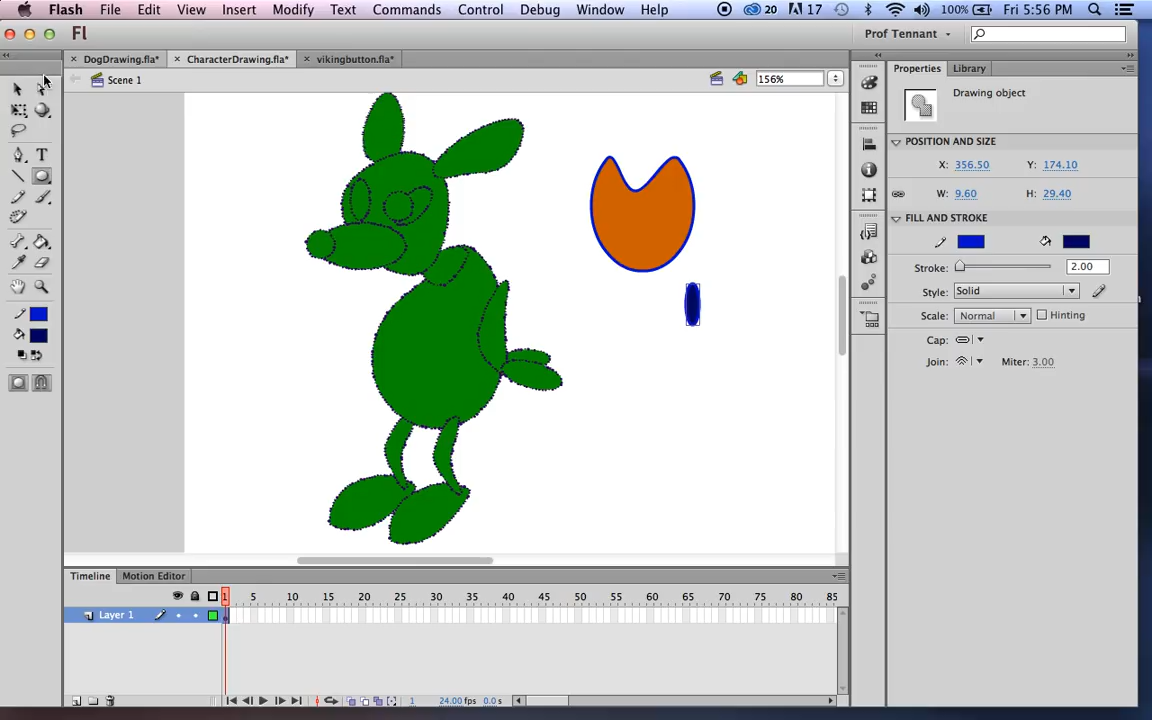 Flash File Edit View Insert Modify Text Commands Control Debug Window Help 20 17 100% Fri 5:56 PM
Fl Prof Tennant
DogDrawing.fla* CharacterDrawing.fla* vikingbutton.fla*
Scene 1 156%
Properties Library
Drawing object
POSITION AND SIZE
X: 356.50 Y: 174.10
W: 9.60 H: 29.40
FILL AND STROKE
Stroke: 2.00
Style: Solid
Scale: Normal Hinting
Cap:
Join: Miter: 3.00
Timeline Motion Editor
1 5 10 15 20 25 30 35 40 45 50 55 60 65 70 75 80 85
Layer 1
1 24.00 fps 0.0 s